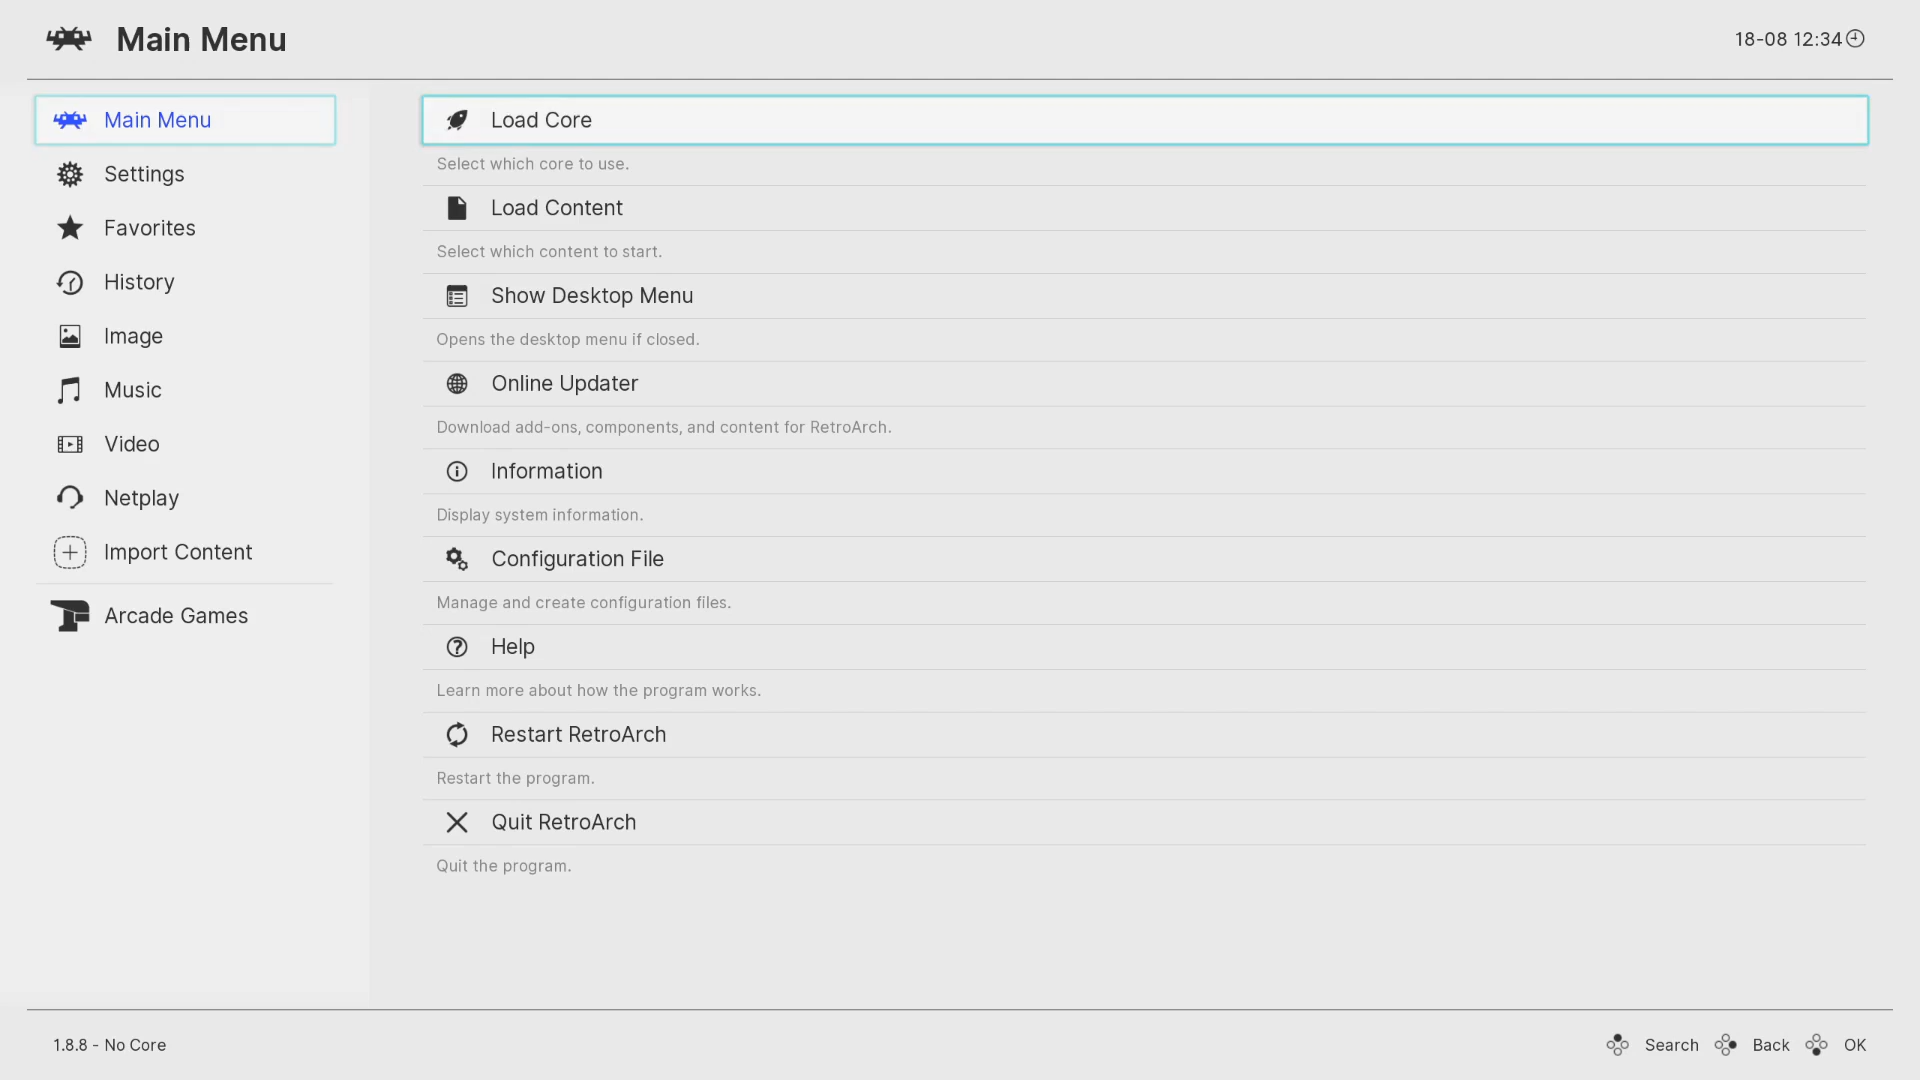 Main Menu
18-08 12:34
Main Menu
Settings
Favorites
History
Image
Music
Video
Netplay
Import Content
Arcade Games
Load Core
Select which core to use.
Load Content
Select which content to start.
Show Desktop Menu
Opens the desktop menu if closed.
Online Updater
Download add-ons, components, and content for RetroArch.
Information
Display system information.
Configuration File
Manage and create configuration files.
Help
Learn more about how the program works.
Restart RetroArch
Restart the program.
Quit RetroArch
Quit the program.
1.8.8 - No Core
Search Back OK